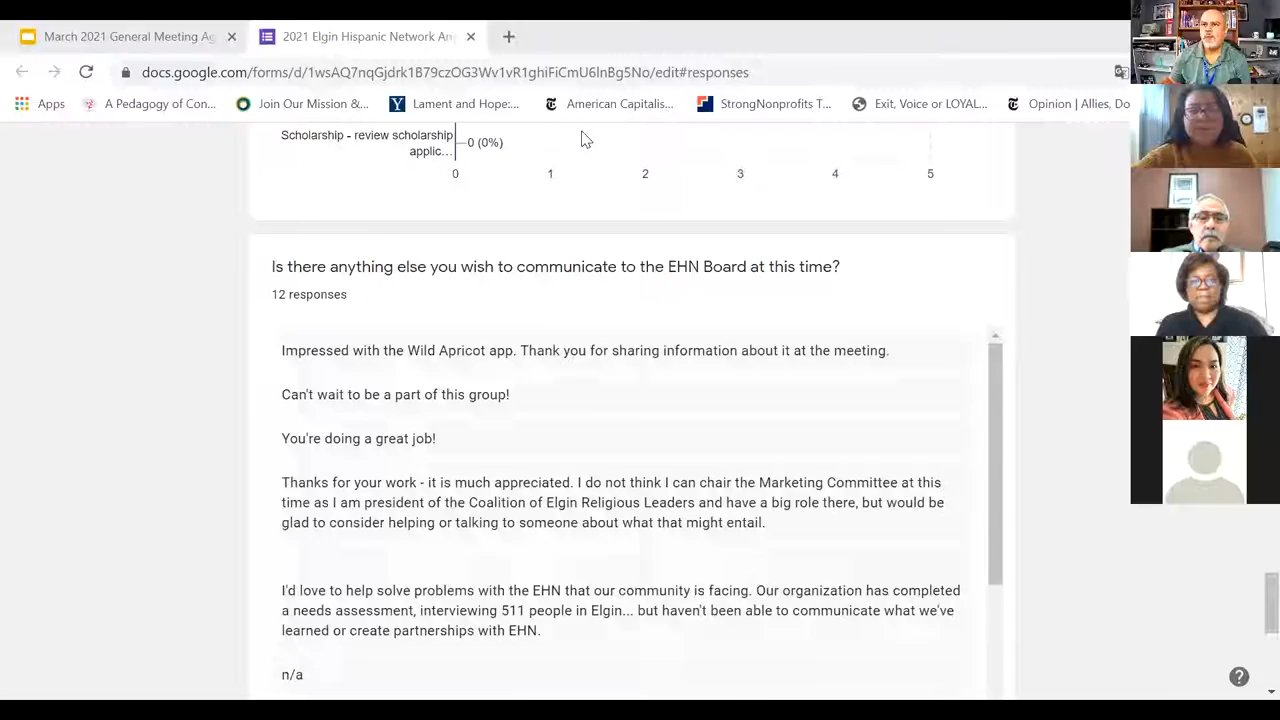 March 2021 General Meeting Ag
2021 Elgin Hispanic Network An
docs.google.com/forms/d/1wsAQ7nqGjdrk1B79czOG3Wv1vR1ghiFiCmU6lnBg5No/edit#responses
Apps
A Pedagogy of Con...
Join Our Mission &...
Lament and Hope:...
American Capitalis...
StrongNonprofits T...
Exit, Voice or LOYAL...
Opinion | Allies, Do
Scholarship - review scholarship
applic...
0 (0%)
0 1 2 3 4 5
Is there anything else you wish to communicate to the EHN Board at this time?
12 responses
Impressed with the Wild Apricot app. Thank you for sharing information about it at the meeting.
Can't wait to be a part of this group!
You're doing a great job!
Thanks for your work - it is much appreciated. I do not think I can chair the Marketing Committee at this
time as I am president of the Coalition of Elgin Religious Leaders and have a big role there, but would be
glad to consider helping or talking to someone about what that might entail.
I'd love to help solve problems with the EHN that our community is facing. Our organization has completed
a needs assessment, interviewing 511 people in Elgin... but haven't been able to communicate what we've
learned or create partnerships with EHN.
n/a